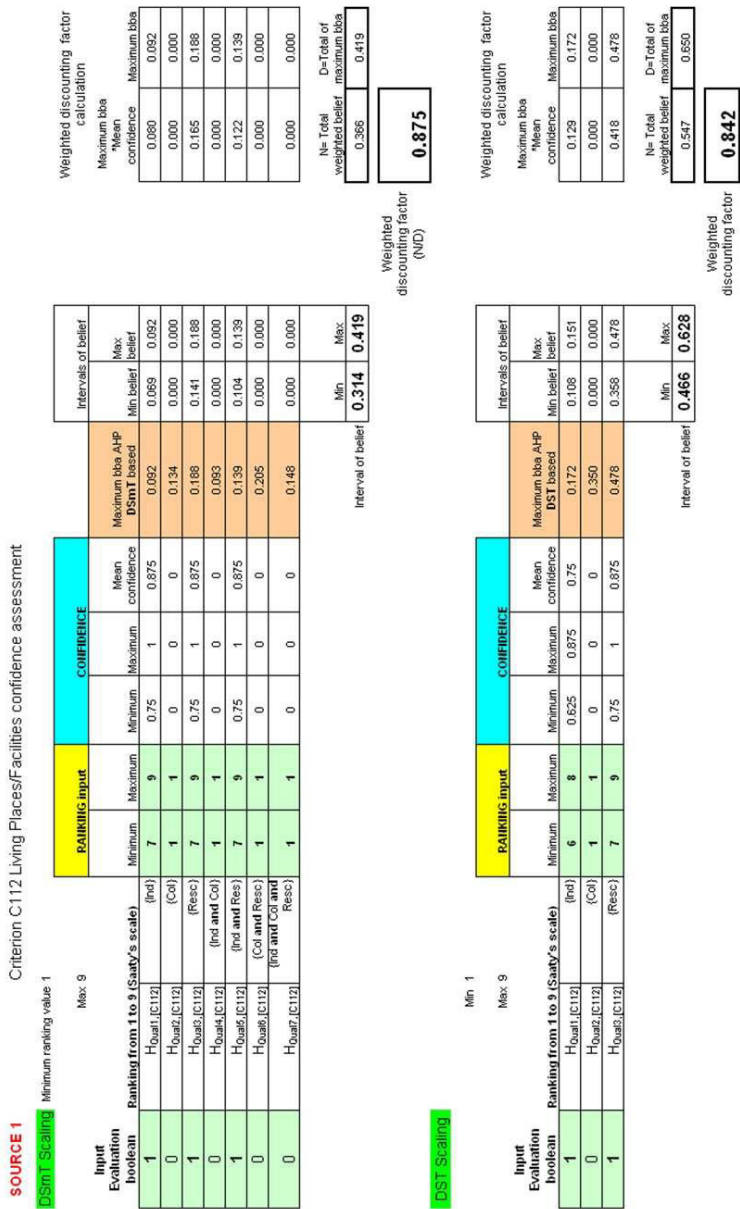 SOURCE 1
Criterion C112 Living Places/Facilities confidence assessment
DSmT Scaling Minimum ranking value 1
Max 9
RANKING input CONFIDENCE Intervals of belief Weighted discounting factor calculation
Input Evaluation boolean Ranking from 1 to 9 (Saaty's scale) Minimum Maximum Minimum Maximum Mean confidence Maximum bba AHP DSmT based Min belief Max belief Maximum bba *Mean confidence Maximum bba
1 HQual1,[C112] {Ind} 7 9 0.75 1 0.875 0.092 0.069 0.092 0.080 0.092
0 HQual2,[C112] {Col} 1 1 0 0 0 0.134 0.000 0.000 0.000 0.000
1 HQual3,[C112] {Resc} 7 9 0.75 1 0.875 0.188 0.141 0.188 0.165 0.188
0 HQual4,[C112] {Ind and Col} 1 1 0 0 0 0.093 0.000 0.000 0.000 0.000
1 HQual5,[C112] {Ind and Res} 7 9 0.75 1 0.875 0.139 0.104 0.139 0.122 0.139
0 HQual6,[C112] {Col and Resc} 1 1 0 0 0 0.205 0.000 0.000 0.000 0.000
0 HQual7,[C112] {Ind and Col and Resc} 1 1 0 0 0 0.148 0.000 0.000 0.000 0.000
Min Max N= Total weighted belief D=Total of maximum bba
Interval of belief 0.314 0.419 0.366 0.419
Weighted discounting factor (N/D) 0.875
DST Scaling
Min 1
Max 9
RANKING input CONFIDENCE Intervals of belief Weighted discounting factor calculation
Input Evaluation boolean Ranking from 1 to 9 (Saaty's scale) Minimum Maximum Minimum Maximum Mean confidence Maximum bba AHP DST based Min belief Max belief Maximum bba *Mean confidence Maximum bba
1 HQual1,[C112] {Ind} 6 8 0.625 0.875 0.75 0.172 0.108 0.151 0.129 0.172
0 HQual2,[C112] {Col} 1 1 0 0 0 0.350 0.000 0.000 0.000 0.000
1 HQual3,[C112] {Resc} 7 9 0.75 1 0.875 0.478 0.358 0.478 0.418 0.478
Min Max N= Total weighted belief D=Total of maximum bba
Interval of belief 0.466 0.628 0.547 0.650
Weighted discounting factor 0.842